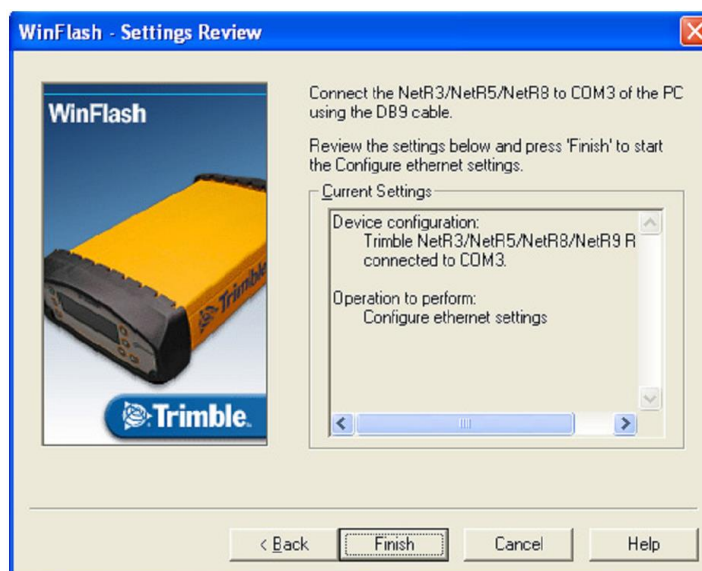 WinFlash - Settings Review
WinFlash
Trimble
Trimble.
Connect the NetR3/NetR5/NetR8 to COM3 of the PC
using the DB9 cable.
Review the settings below and press 'Finish' to start
the Configure ethernet settings.
Current Settings
Device configuration:
Trimble NetR3/NetR5/NetR8/NetR9 R
connected to COM3.
Operation to perform:
Configure ethernet settings
< Back
Finish
Cancel
Help